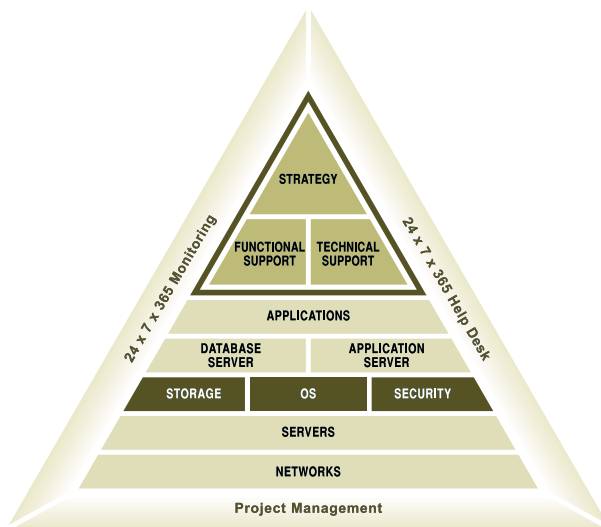 STRATEGY
FUNCTIONAL
SUPPORT
TECHNICAL
SUPPORT
24 x 7 x 365 Monitoring
24 x 7 x 365 Help Desk
APPLICATIONS
DATABASE
SERVER
APPLICATION
SERVER
STORAGE
OS
SECURITY
SERVERS
NETWORKS
Project Management